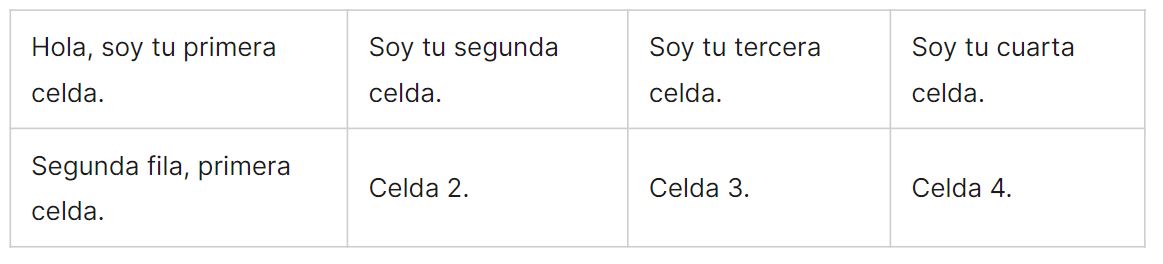 Hola, soy tu primera
celda.
Soy tu segunda
celda.
Soy tu tercera
celda.
Soy tu cuarta
celda.
Segunda fila, primera
celda.
Celda 2.
Celda 3.
Celda 4.